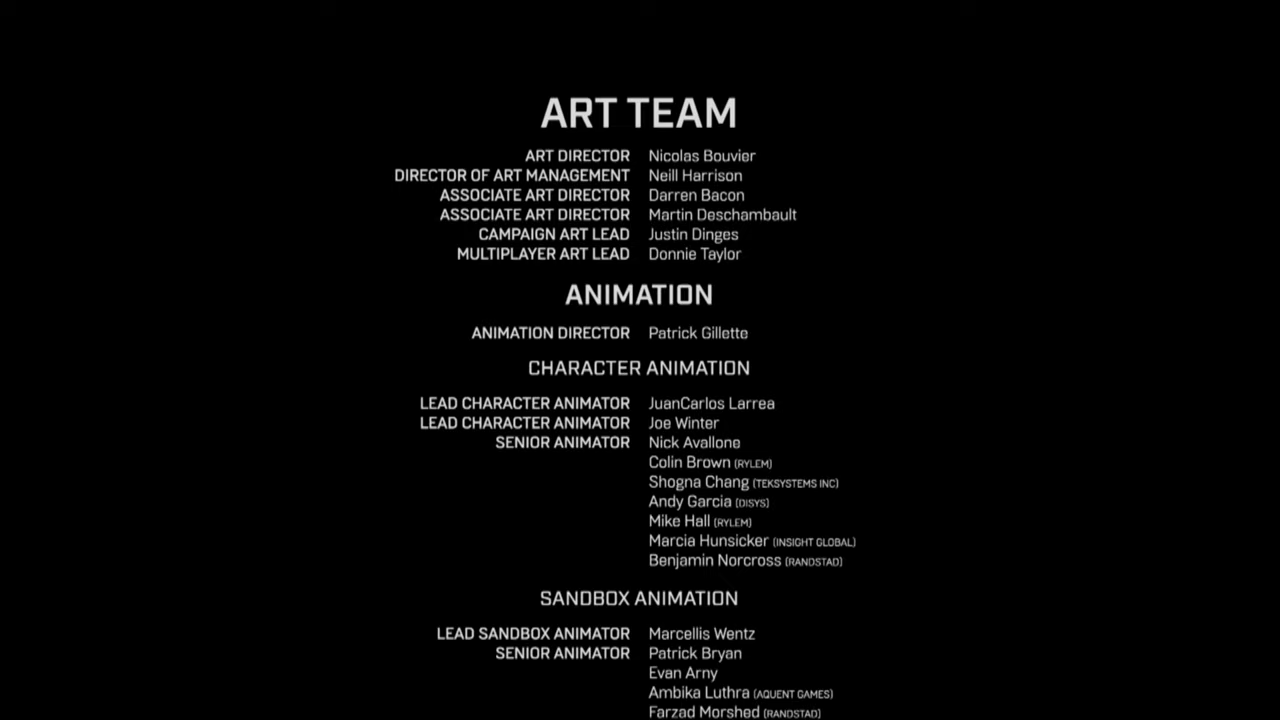 ART TEAM
ART DIRECTOR Nicolas Bouvier
DIRECTOR OF ART MANAGEMENT Neill Harrison
ASSOCIATE ART DIRECTOR Darren Bacon
ASSOCIATE ART DIRECTOR Martin Deschambault
CAMPAIGN ART LEAD Justin Dinges
MULTIPLAYER ART LEAD Donnie Taylor
ANIMATION
ANIMATION DIRECTOR Patrick Gillette
CHARACTER ANIMATION
LEAD CHARACTER ANIMATOR JuanCarlos Larrea
LEAD CHARACTER ANIMATOR Joe Winter
SENIOR ANIMATOR Nick Avallone
Colin Brown (RYLEM)
Shogna Chang (TEKSYSTEMS INC)
Andy Garcia (DISYS)
Mike Hall (RYLEM)
Marcia Hunsicker (INSIGHT GLOBAL)
Benjamin Norcross (RANDSTAD)
SANDBOX ANIMATION
LEAD SANDBOX ANIMATOR Marcellis Wentz
SENIOR ANIMATOR Patrick Bryan
Evan Arny
Ambika Luthra (AQUENT GAMES)
Farzad Morshed (RANDSTAD)